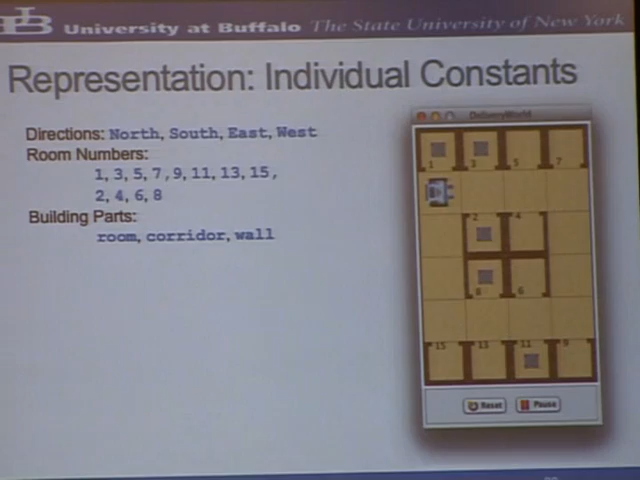 UB University at Buffalo The State University of New York
Representation: Individual Constants
Directions: North, South, East, West
Room Numbers:
1, 3, 5, 7, 9, 11, 13, 15,
2, 4, 6, 8
Building Parts:
room, corridor, wall
DeliveryWorld
1 3 5 7
2 4
8 6
15 13 11 9
Reset Pause